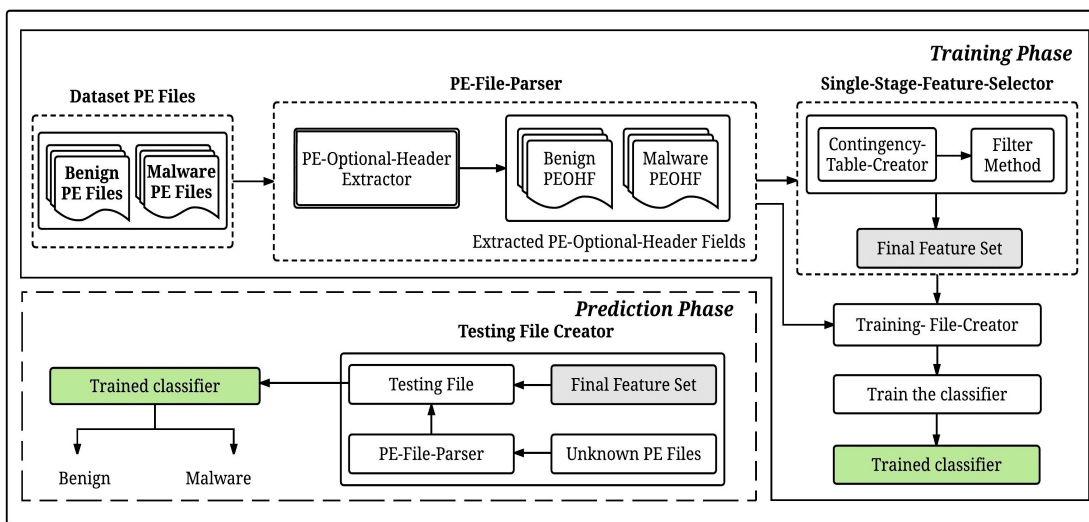 Training Phase
Dataset PE Files
Benign
PE Files
Malware
PE Files
PE-File-Parser
PE-Optional-Header
Extractor
Benign
PEOHF
Malware
PEOHF
Extracted PE-Optional-Header Fields
Single-Stage-Feature-Selector
Contingency-
Table-Creator
Filter
Method
Final Feature Set
Training- File-Creator
Train the classifier
Trained classifier
Prediction Phase
Testing File Creator
Trained classifier
Testing File
Final Feature Set
PE-File-Parser
Unknown PE Files
Benign
Malware